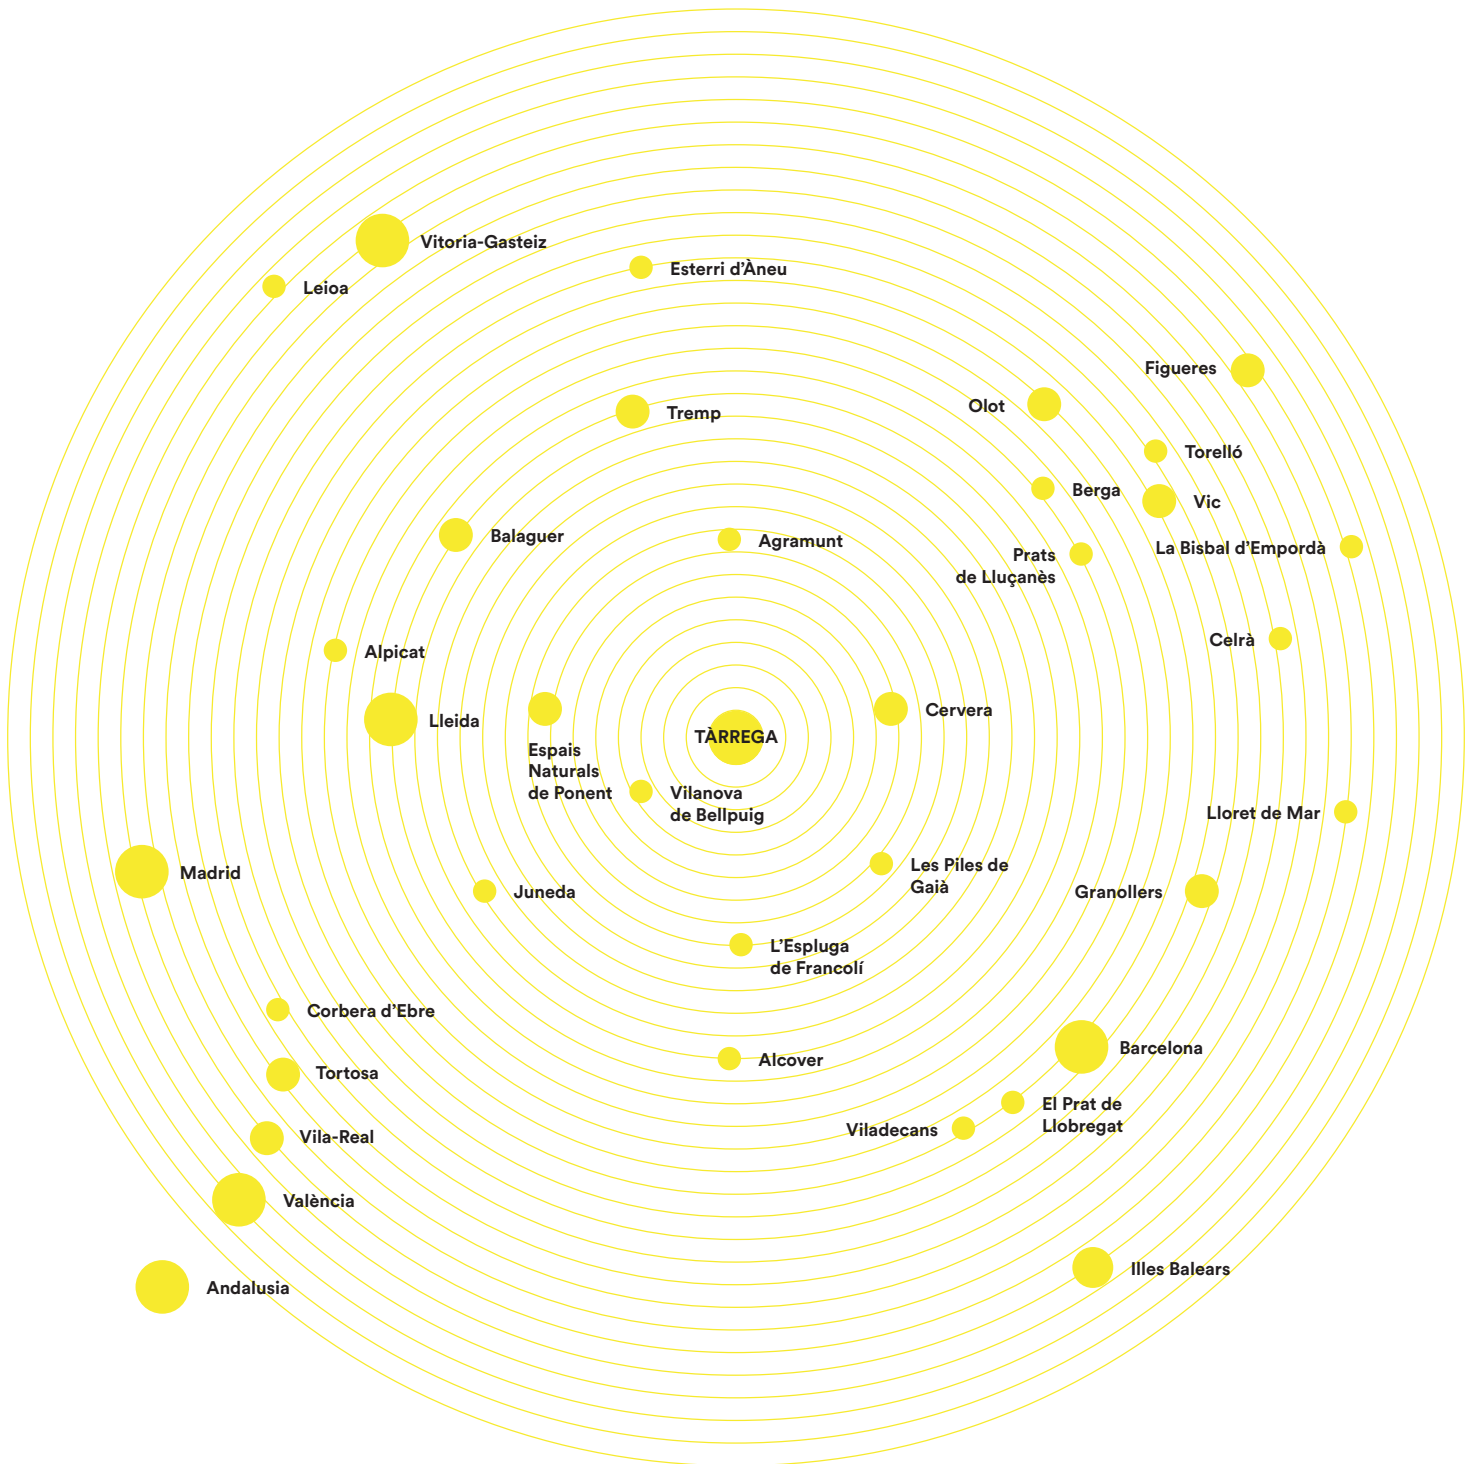 Vitoria-Gasteiz
Esterri d’Àneu
Leioa
Figueres
Olot
Tremp
Torelló
Berga
Vic
Balaguer
Agramunt
La Bisbal d’Empordà
Prats
de Lluçanès
Celrà
Alpicat
Cervera
Lleida
TÀRREGA
Espais
Naturals
de Ponent
Vilanova
de Bellpuig
Lloret de Mar
Les Piles de
Gaià
Madrid
Juneda
Granollers
L’Espluga
de Francolí
Corbera d’Ebre
Barcelona
Alcover
Tortosa
El Prat de
Llobregat
Viladecans
Vila-Real
València
Illes Balears
Andalusia